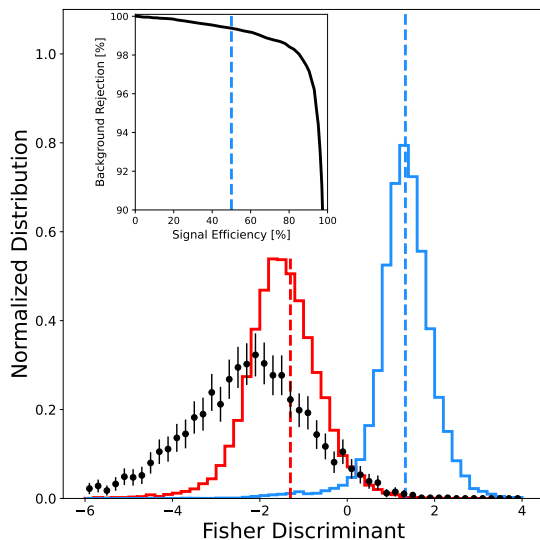 100
98
96
94
92
90
Background Rejection [%]
0 20 40 60 80 100
Signal Efficiency [%]
1.0
0.8
0.6
0.4
0.2
0.0
Normalized Distribution
−6 −4 −2 0 2 4
Fisher Discriminant